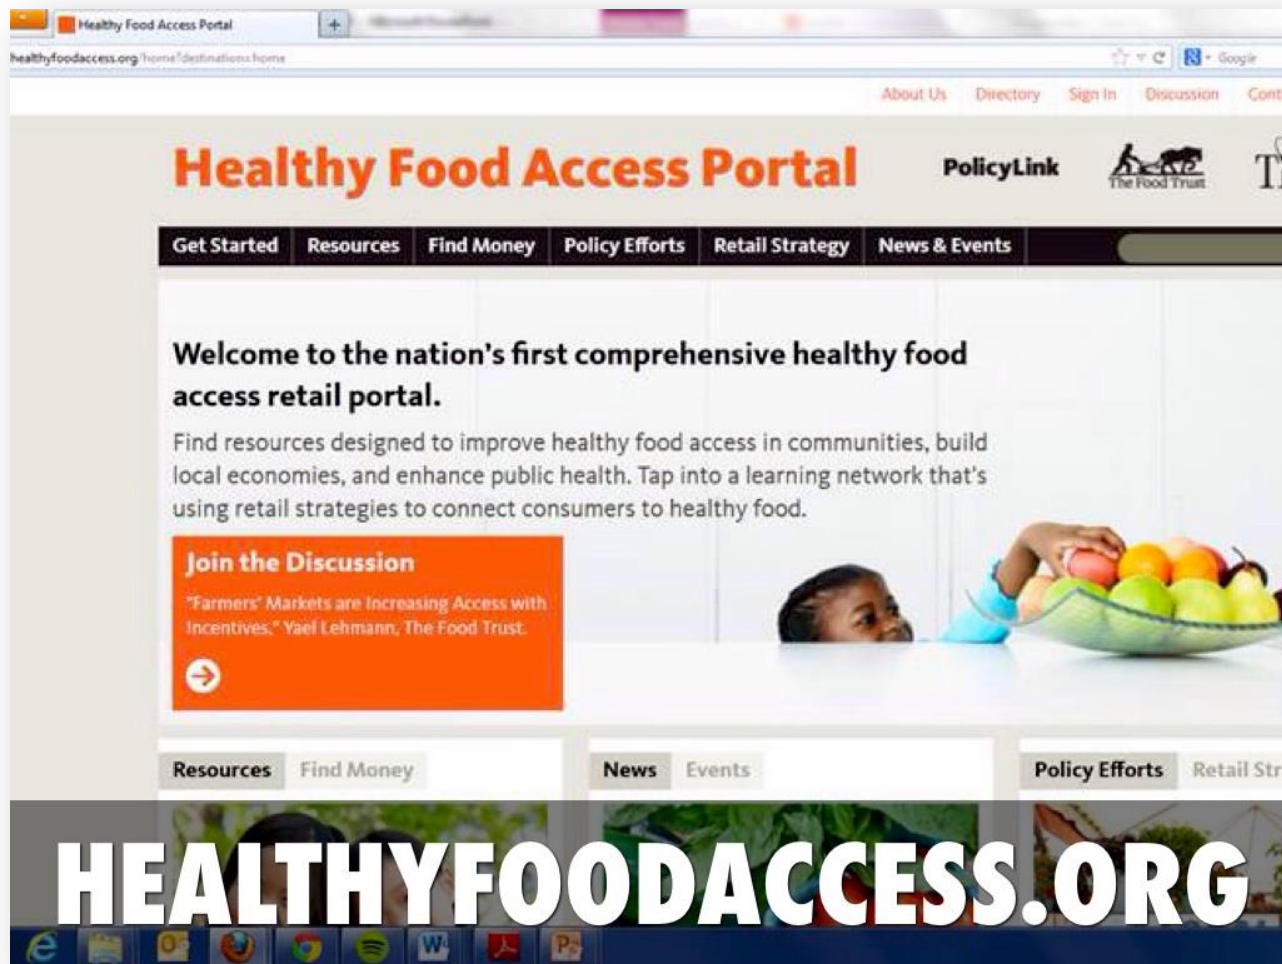 Healthy Food Access Portal
+
healthyfoodaccess.org/home?destination=home
Google
About Us Directory Sign In Discussion
Healthy Food Access Portal
PolicyLink
The Food Trust
Get Started Resources Find Money Policy Efforts Retail Strategy News & Events
Welcome to the nation's first comprehensive healthy food
access retail portal.
Find resources designed to improve healthy food access in communities, build
local economies, and enhance public health. Tap into a learning network that's
using retail strategies to connect consumers to healthy food.
Join the Discussion
"Farmers' Markets are Increasing Access with
Incentives," Yael Lehmann, The Food Trust.
Resources Find Money
News Events
Policy Efforts Retail
HEALTHYFOODACCESS.ORG